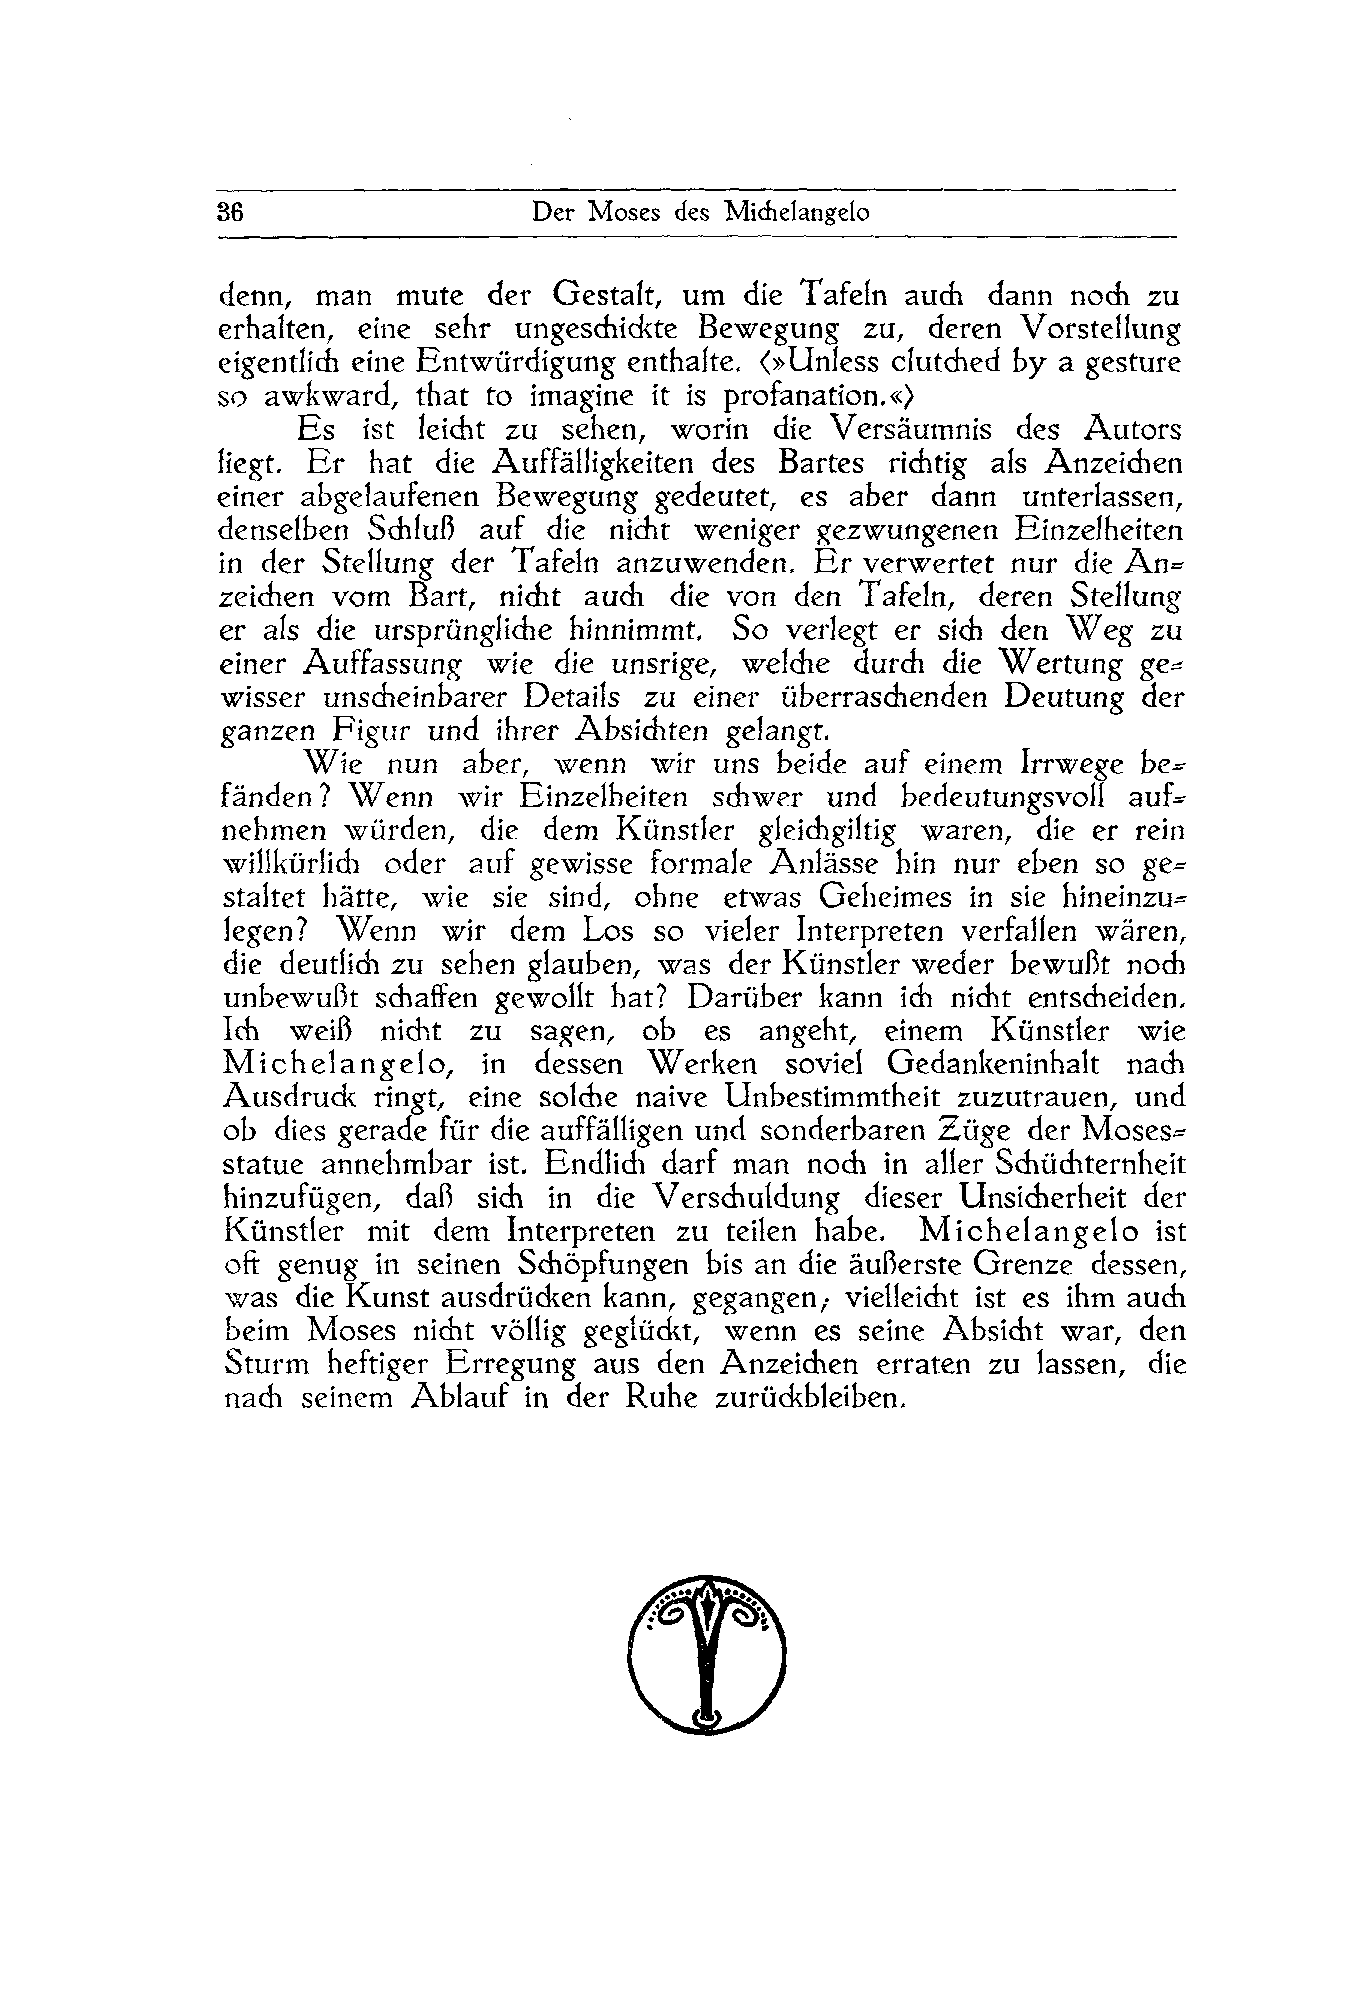 36 Der Moses des Michelangelo
denn, man mute der Gestalt, um die Tafeln auch dann noch zu
erhalten, eine sehr ungeschickte Bewegung zu, deren Vorstellung
eigentlich eine Entwürdigung enthalte. (»Unless clutched by a gesture
so awkward, that to imagine it is profanation.«)
Es ist leicht zu sehen, worin die Versäumnis des Autors
liegt. Er hat die Auffälligkeiten des Bartes richtig als Anzeichen
einer abgelaufenen Bewegung gedeutet, es aber dann unterlassen,
denselben Schluß auf die nicht weniger gezwungenen Einzelheiten
in der Stellung der Tafeln anzuwenden. Er verwertet nur die An-
zeichen vom Bart, nicht auch die von den Tafeln, deren Stellung
er als die ursprüngliche hinnimmt. So verlegt er sich den Weg zu
einer Auffassung wie die unsrige, welche durch die Wertung ge-
wisser unscheinbarer Details zu einer überraschenden Deutung der
ganzen Figur und ihrer Absichten gelangt.
Wie nun aber, wenn wir uns beide auf einem Irrwege be-
fänden? Wenn wir Einzelheiten schwer und bedeutungsvoll auf-
nehmen würden, die dem Künstler gleichgiltig waren, die er rein
willkürlich oder auf gewisse formale Anlässe hin nur eben so ge-
staltet hätte, wie sie sind, ohne etwas Geheimes in sie hineinzu-
legen? Wenn wir dem Los so vieler Interpreten verfallen wären,
die deutlich zu sehen glauben, was der Künstler weder bewußt noch
unbewußt schaffen gewollt hat? Darüber kann ich nicht entscheiden.
Ich weiß nicht zu sagen, ob es angeht, einem Künstler wie
Michelangelo, in dessen Werken soviel Gedankeninhalt nach
Ausdruck ringt, eine solche naive Unbestimmtheit zuzutrauen, und
ob dies gerade für die auffälligen und sonderbaren Züge der Moses-
statue annehmbar ist. Endlich darf man noch in aller Schüchternheit
hinzufügen, daß sich in die Verschuldung dieser Unsicherheit der
Künstler mit dem Interpreten zu teilen habe. Michelangelo ist
oft genug in seinen Schöpfungen bis an die äußerste Grenze dessen,
was die Kunst ausdrücken kann, gegangen; vielleicht ist es ihm auch
beim Moses nicht völlig geglückt, wenn es seine Absicht war, den
Sturm heftiger Erregung aus den Anzeichen erraten zu lassen, die
nach seinem Ablauf in der Ruhe zurückbleiben.